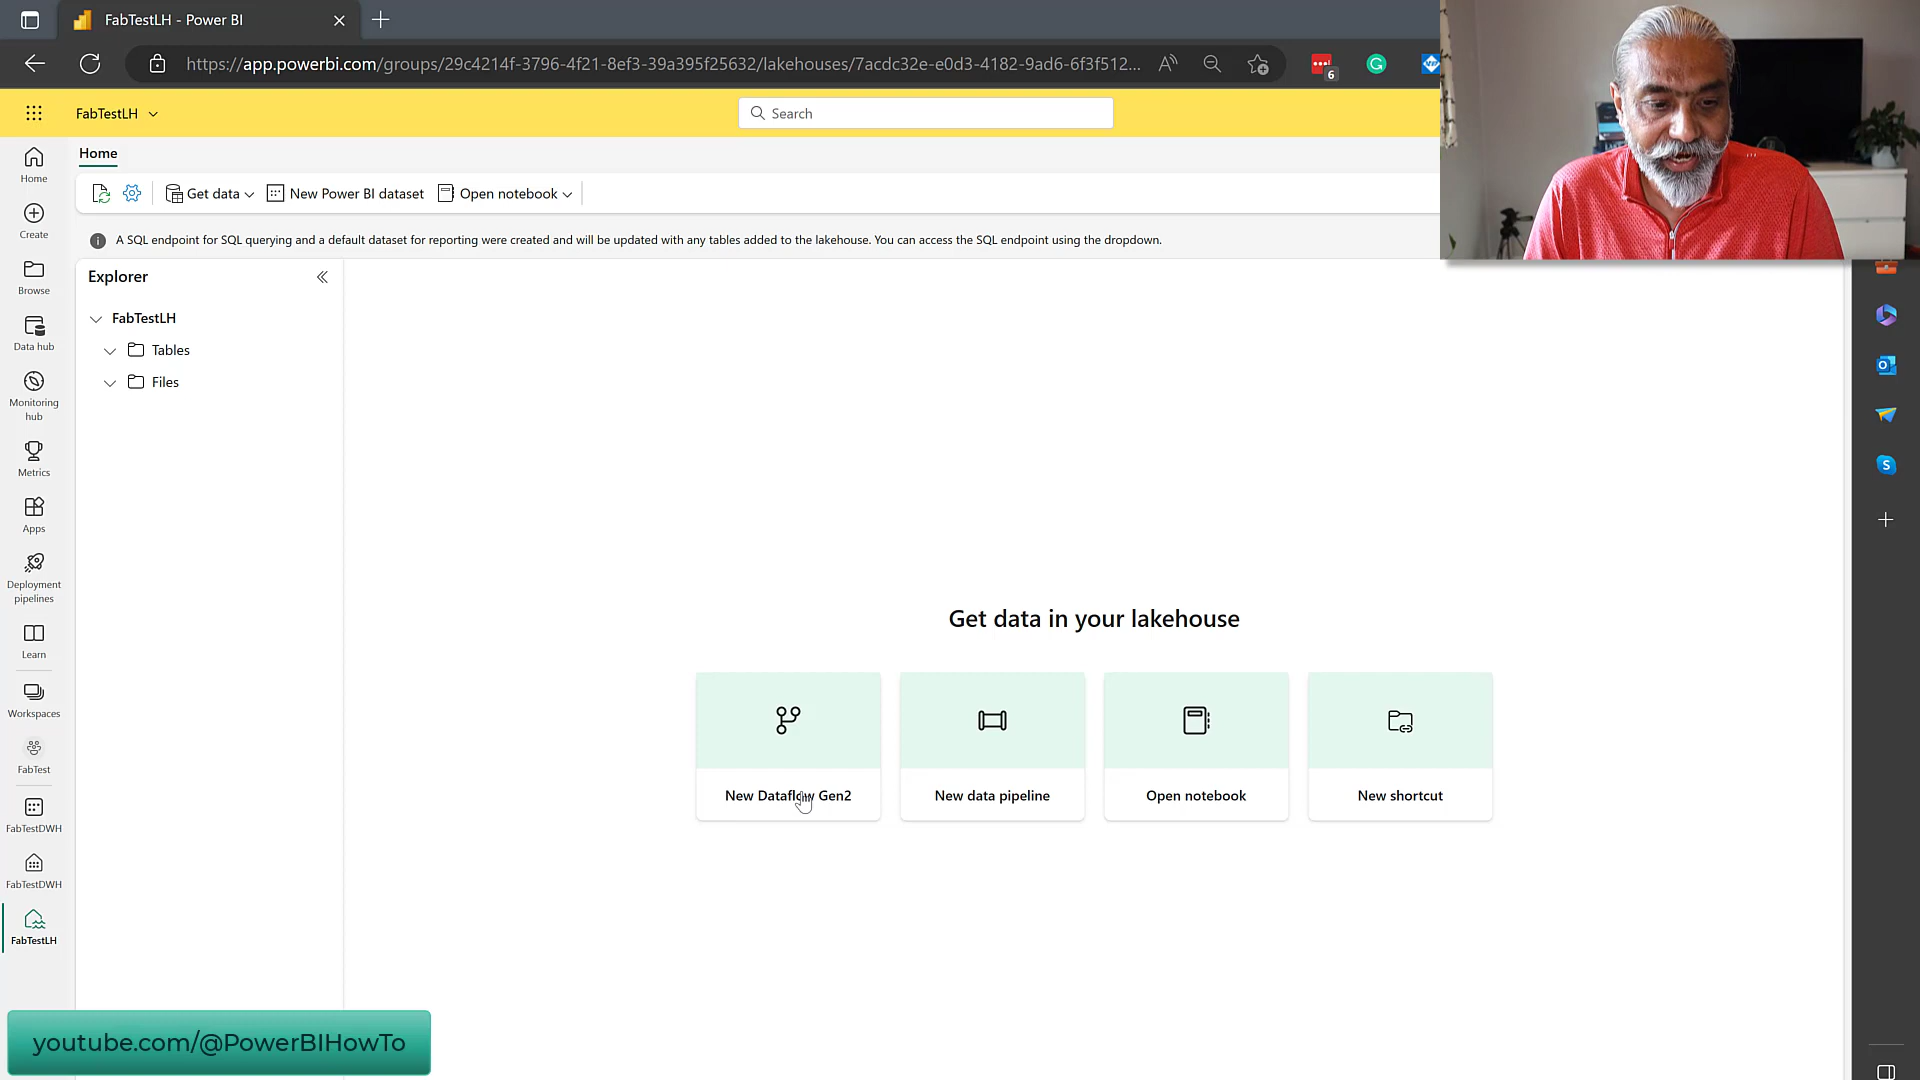 FabTestLH - Power BI
https://app.powerbi.com/groups/29c4214f-3796-4f21-8ef3-39a395f25632/lakehouses/7acdc32e-e0d3-4182-9ad6-6f3f512...
6
FabTestLH
Search
Home
Home
Get data
New Power BI dataset
Open notebook
A SQL endpoint for SQL querying and a default dataset for reporting were created and will be updated with any tables added to the lakehouse. You can access the SQL endpoint using the dropdown.
Create
Explorer
Browse
FabTestLH
Data hub
Tables
Files
Monitoring
hub
Metrics
Apps
Deployment
pipelines
Get data in your lakehouse
Learn
Workspaces
FabTest
New Dataflow Gen2
New data pipeline
Open notebook
New shortcut
FabTestDWH
FabTestDWH
FabTestLH
youtube.com/@PowerBIHowTo